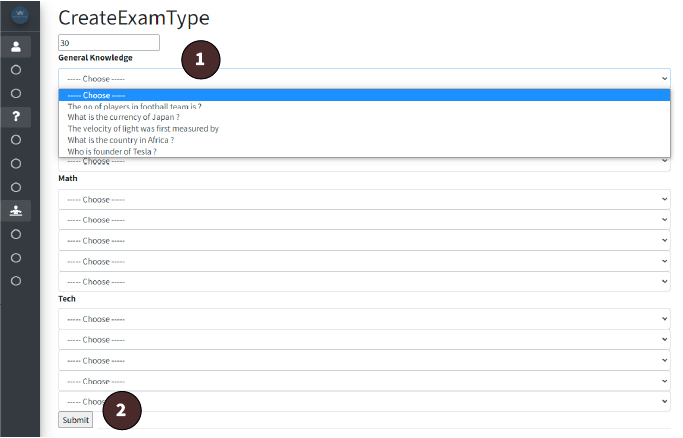 CreateExamType
30
1
General Knowledge
----- Choose -----
----- Choose -----
The no of players in football team is ?
What is the currency of Japan ?
The velocity of light was first measured by
What is the country in Africa ?
Who is founder of Tesla ?
----- Choose -----
Math
----- Choose -----
----- Choose -----
----- Choose -----
----- Choose -----
----- Choose -----
Tech
----- Choose -----
----- Choose -----
----- Choose -----
----- Choose -----
----- Choo
2
Submit